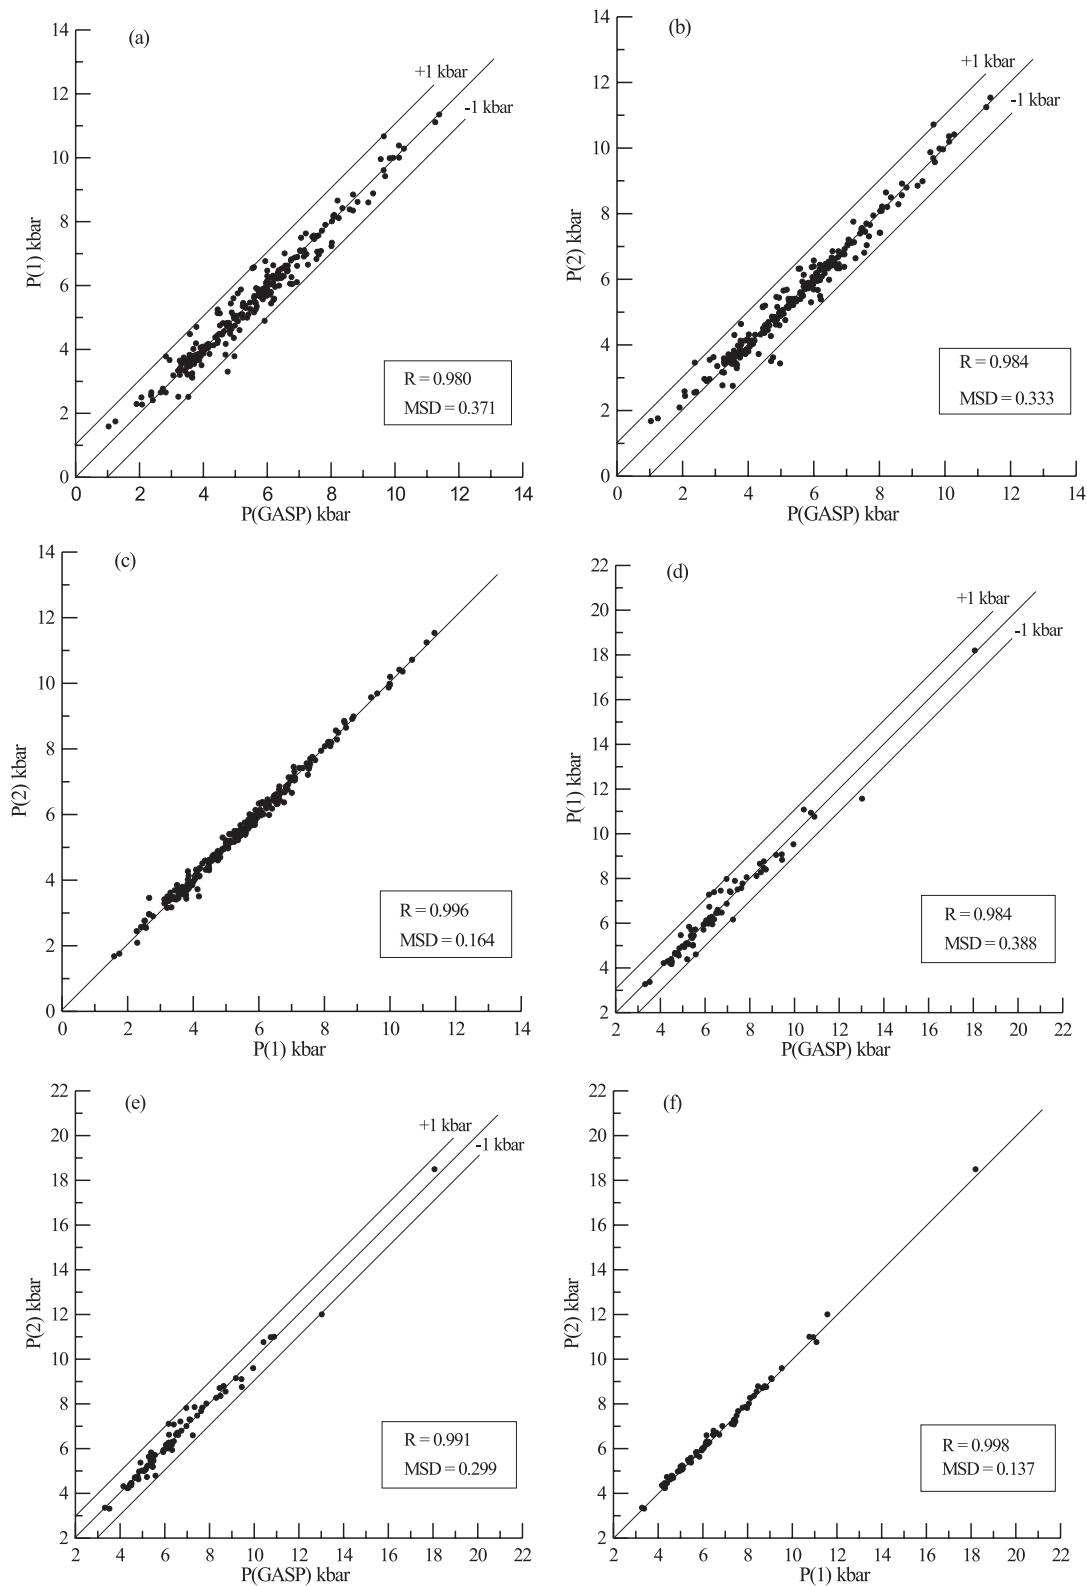 (a)
14
12
10
8
6
4
2
0
P(1) kbar
+1 kbar
-1 kbar
R = 0.980
MSD = 0.371
0 2 4 6 8 10 12 14
P(GASP) kbar
(b)
14
12
10
8
6
4
2
0
P(2) kbar
+1 kbar
-1 kbar
R = 0.984
MSD = 0.333
0 2 4 6 8 10 12 14
P(GASP) kbar
(c)
14
12
10
8
6
4
2
0
P(2) kbar
R = 0.996
MSD = 0.164
0 2 4 6 8 10 12 14
P(1) kbar
(d)
22
20
18
16
14
12
10
8
6
4
2
P(1) kbar
+1 kbar
-1 kbar
R = 0.984
MSD = 0.388
2 4 6 8 10 12 14 16 18 20 22
P(GASP) kbar
(e)
22
20
18
16
14
12
10
8
6
4
2
P(2) kbar
+1 kbar
-1 kbar
R = 0.991
MSD = 0.299
2 4 6 8 10 12 14 16 18 20 22
P(GASP) kbar
(f)
22
20
18
16
14
12
10
8
6
4
2
P(2) kbar
R = 0.998
MSD = 0.137
2 4 6 8 10 12 14 16 18 20 22
P(1) kbar